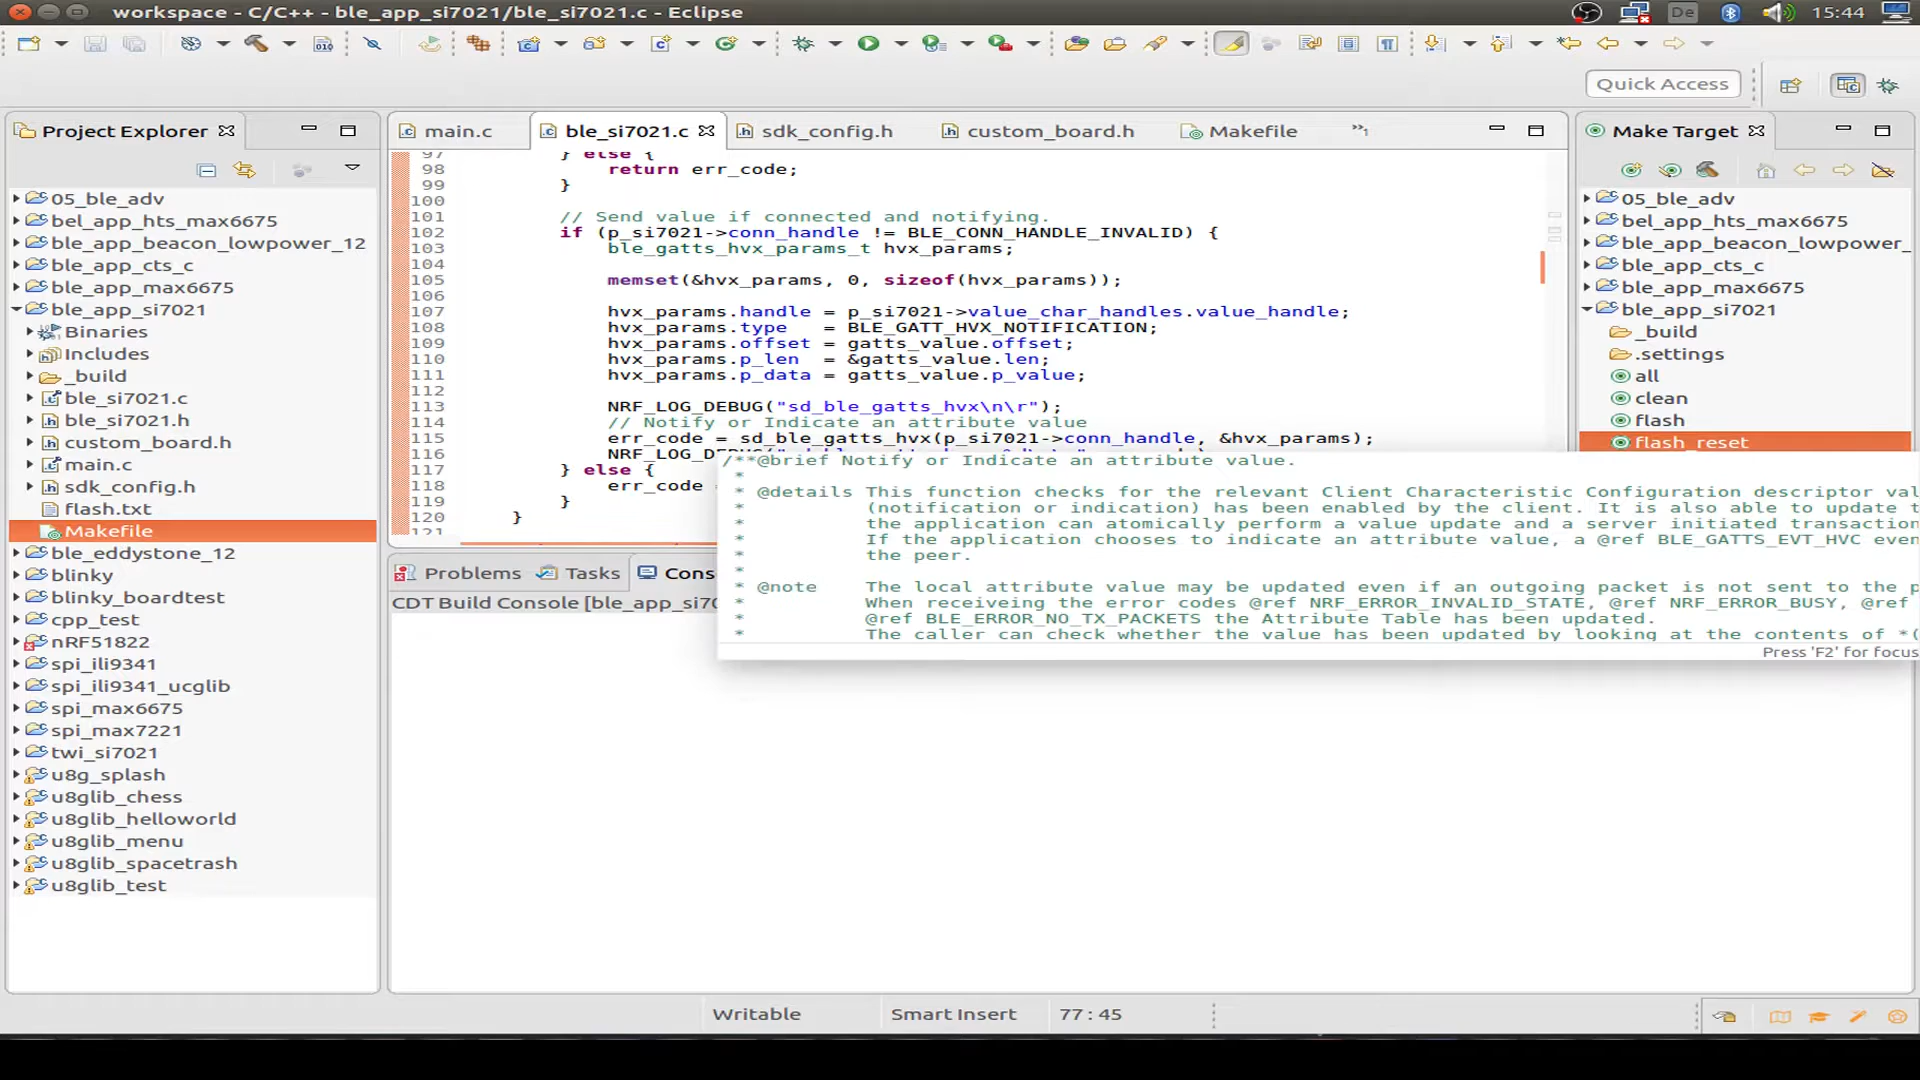 workspace - C/C++ - ble_app_si7021/ble_si7021.c - Eclipse
De
15:44
Quick Access
Project Explorer
05_ble_adv
bel_app_hts_max6675
ble_app_beacon_lowpower_12
ble_app_cts_c
ble_app_max6675
ble_app_si7021
Binaries
Includes
_build
ble_si7021.c
ble_si7021.h
custom_board.h
main.c
sdk_config.h
flash.txt
Makefile
ble_eddystone_12
blinky
blinky_boardtest
cpp_test
nRF51822
spi_ili9341
spi_ili9341_ucglib
spi_max6675
spi_max7221
twi_si7021
u8g_splash
u8glib_chess
u8glib_helloworld
u8glib_menu
u8glib_spacetrash
u8glib_test
main.c
ble_si7021.c
sdk_config.h
custom_board.h
Makefile
»1
97 } else {
98 return err_code;
99 }
100
101 // Send value if connected and notifying.
102 if (p_si7021->conn_handle != BLE_CONN_HANDLE_INVALID) {
103 ble_gatts_hvx_params_t hvx_params;
104
105 memset(&hvx_params, 0, sizeof(hvx_params));
106
107 hvx_params.handle = p_si7021->value_char_handles.value_handle;
108 hvx_params.type = BLE_GATT_HVX_NOTIFICATION;
109 hvx_params.offset = gatts_value.offset;
110 hvx_params.p_len = &gatts_value.len;
111 hvx_params.p_data = gatts_value.p_value;
112
113 NRF_LOG_DEBUG("sd_ble_gatts_hvx\n\r");
114 // Notify or Indicate an attribute value
115 err_code = sd_ble_gatts_hvx(p_si7021->conn_handle, &hvx_params);
116 NRF_LOG_DE
117 } else {
118 err_code =
119 }
120 }
121
/**@brief Notify or Indicate an attribute value.
*
* @details This function checks for the relevant Client Characteristic Configuration descriptor val
* (notification or indication) has been enabled by the client. It is also able to update t
* the application can atomically perform a value update and a server initiated transaction
* If the application chooses to indicate an attribute value, a @ref BLE_GATTS_EVT_HVC even
* the peer.
*
* @note The local attribute value may be updated even if an outgoing packet is not sent to the p
* When receiveing the error codes @ref NRF_ERROR_INVALID_STATE, @ref NRF_ERROR_BUSY, @ref
* @ref BLE_ERROR_NO_TX_PACKETS the Attribute Table has been updated.
* The caller can check whether the value has been updated by looking at the contents of *(
Press 'F2' for focus
Problems
Tasks
Cons
CDT Build Console [ble_app_si70
Make Target
05_ble_adv
bel_app_hts_max6675
ble_app_beacon_lowpower_
ble_app_cts_c
ble_app_max6675
ble_app_si7021
_build
.settings
all
clean
flash
flash_reset
Writable
Smart Insert
77 : 45